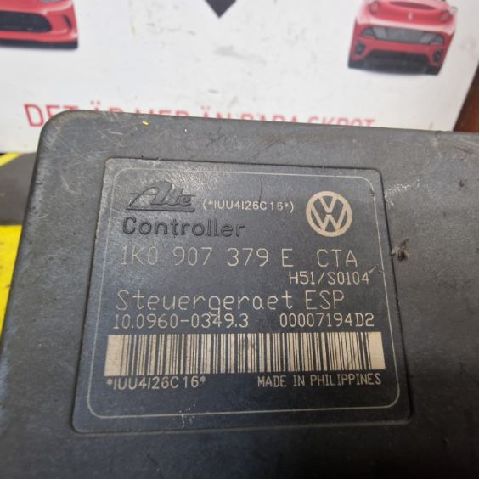 DET ÄR MER ÄN BARA SKROT
Ate (*IUU4I26C16*)
Controller
1K0 907 379 E CTA
H51/S0104
Steuergeraet ESP
10.0960-0349.3 00007194D2
*IUU4I26C16*
MADE IN PHILIPPINES